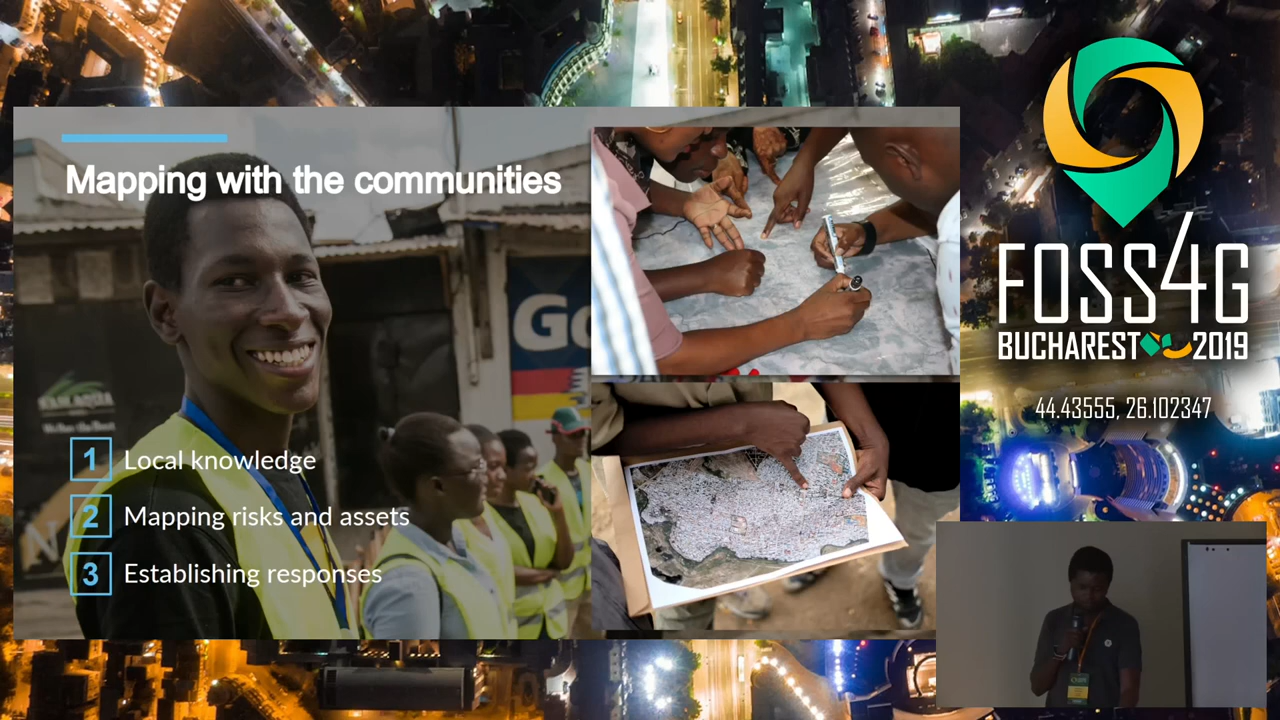 Mapping with the communities
1 Local knowledge
2 Mapping risks and assets
3 Establishing responses
Go
FOSS4G
BUCHAREST 2019
44.43555, 26.102347